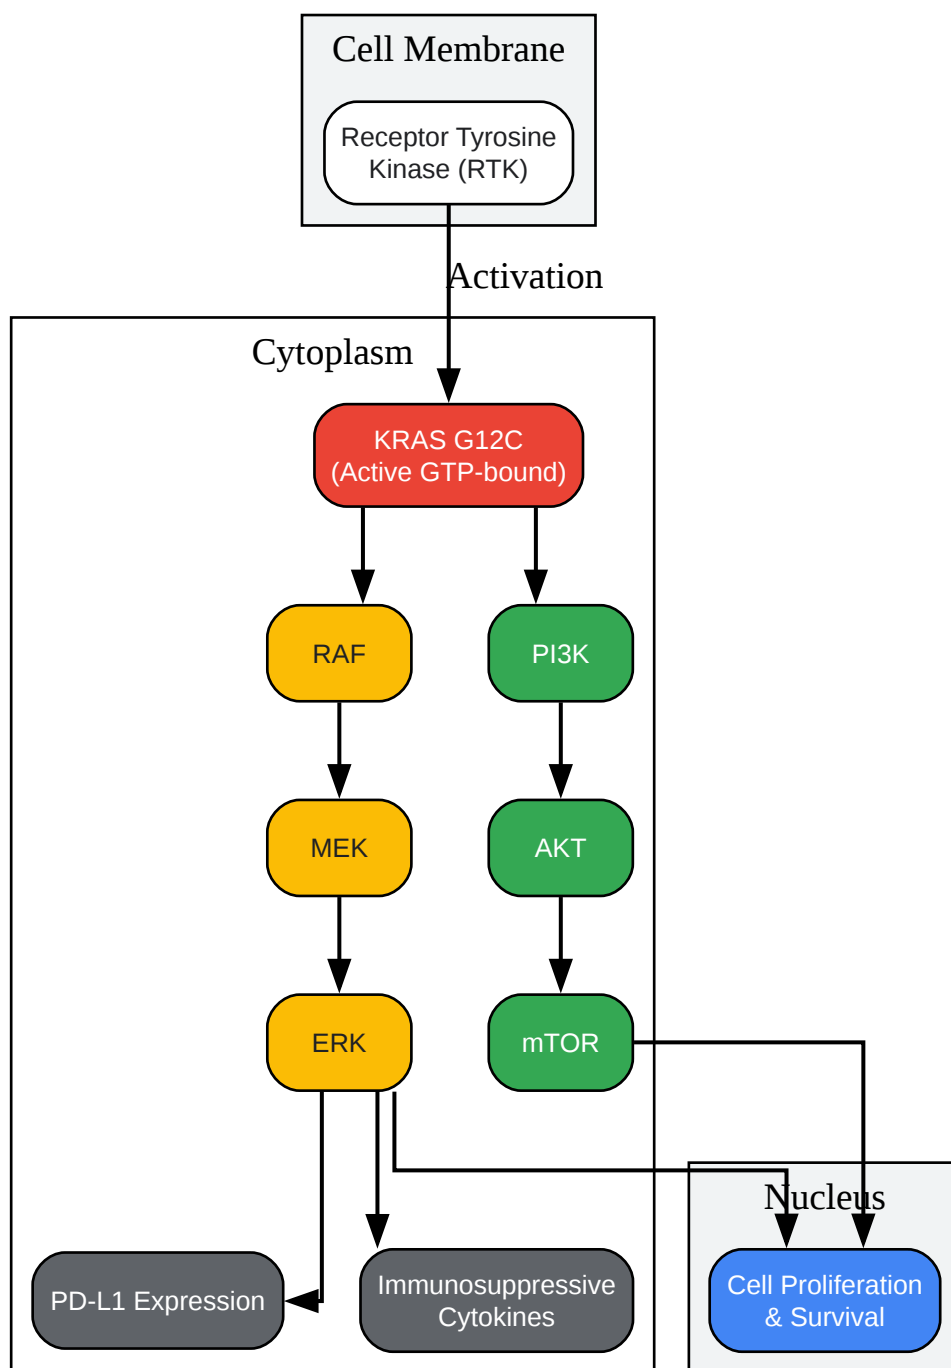 Cell Membrane
Receptor Tyrosine
Kinase (RTK)
Activation
Cytoplasm
KRAS G12C
(Active GTP-bound)
RAF
PI3K
MEK
AKT
ERK
mTOR
Nucleus
PD-L1 Expression
Immunosuppressive
Cytokines
Cell Proliferation
& Survival